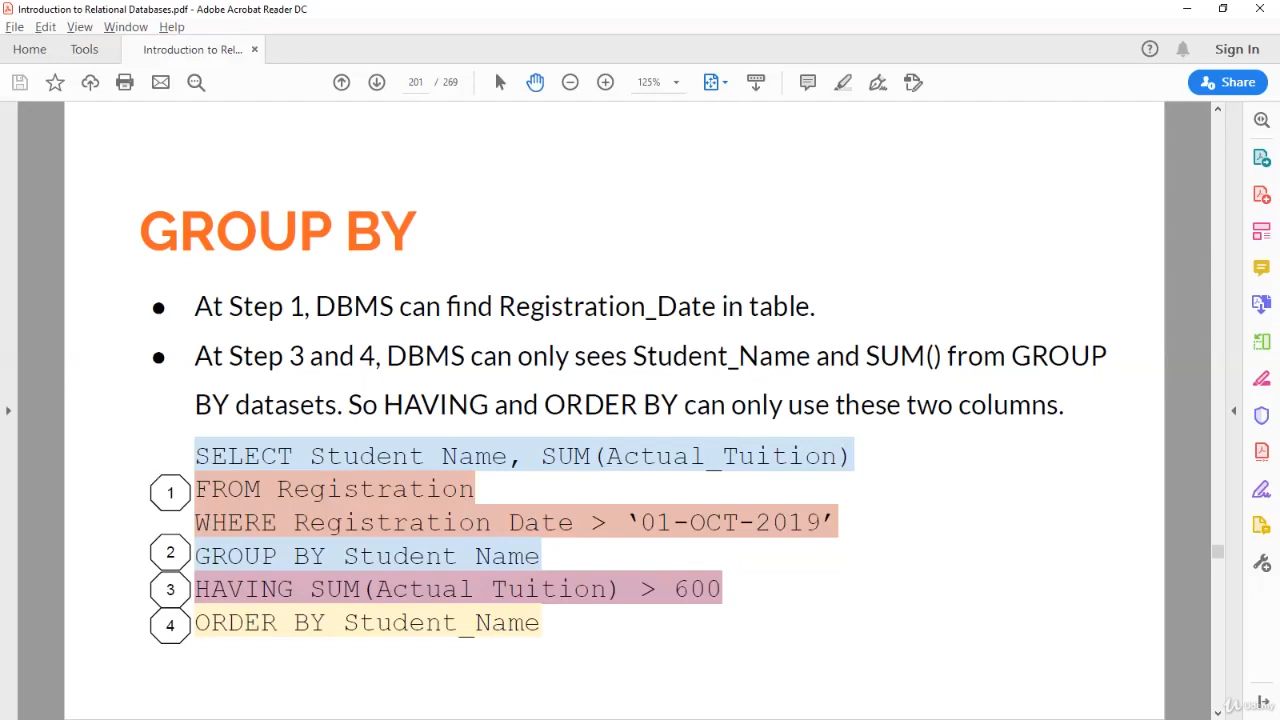 Introduction to Relational Databases.pdf - Adobe Acrobat Reader DC
File Edit View Window Help
Home Tools Introduction to Rel... × Sign In
201 / 269 125% Share
GROUP BY
● At Step 1, DBMS can find Registration_Date in table.
● At Step 3 and 4, DBMS can only sees Student_Name and SUM() from GROUP
BY datasets. So HAVING and ORDER BY can only use these two columns.
SELECT Student_Name, SUM(Actual_Tuition)
1 FROM Registration
WHERE Registration_Date > ‘01-OCT-2019’
2 GROUP BY Student_Name
3 HAVING SUM(Actual_Tuition) > 600
4 ORDER BY Student_Name
Udemy